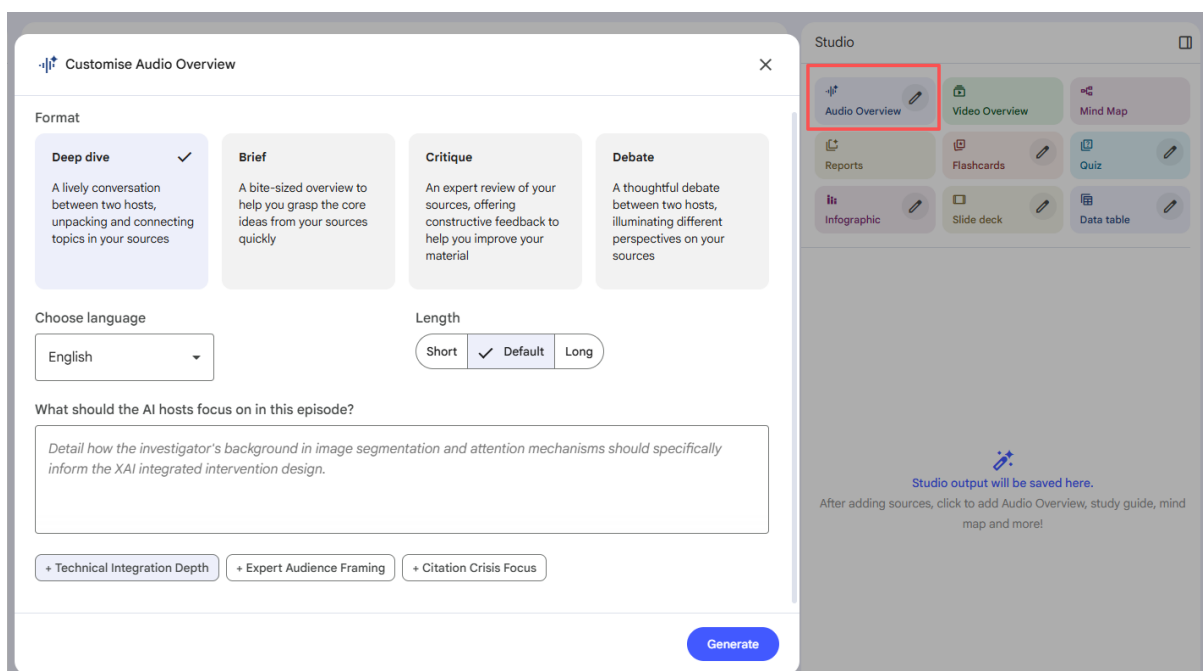 Customise Audio Overview
Format
Deep dive
A lively conversation
between two hosts,
unpacking and connecting
topics in your sources
Brief
A bite-sized overview to
help you grasp the core
ideas from your sources
quickly
Critique
An expert review of your
sources, offering
constructive feedback to
help you improve your
material
Debate
A thoughtful debate
between two hosts,
illuminating different
perspectives on your
sources
Choose language
English
Length
Short
Default
Long
What should the AI hosts focus on in this episode?
Detail how the investigator's background in image segmentation and attention mechanisms should specifically
inform the XAI integrated intervention design.
+ Technical Integration Depth
+ Expert Audience Framing
+ Citation Crisis Focus
Generate
Studio
Audio Overview
Video Overview
Mind Map
Reports
Flashcards
Quiz
Infographic
Slide deck
Data table
Studio output will be saved here.
After adding sources, click to add Audio Overview, study guide, mind
map and more!